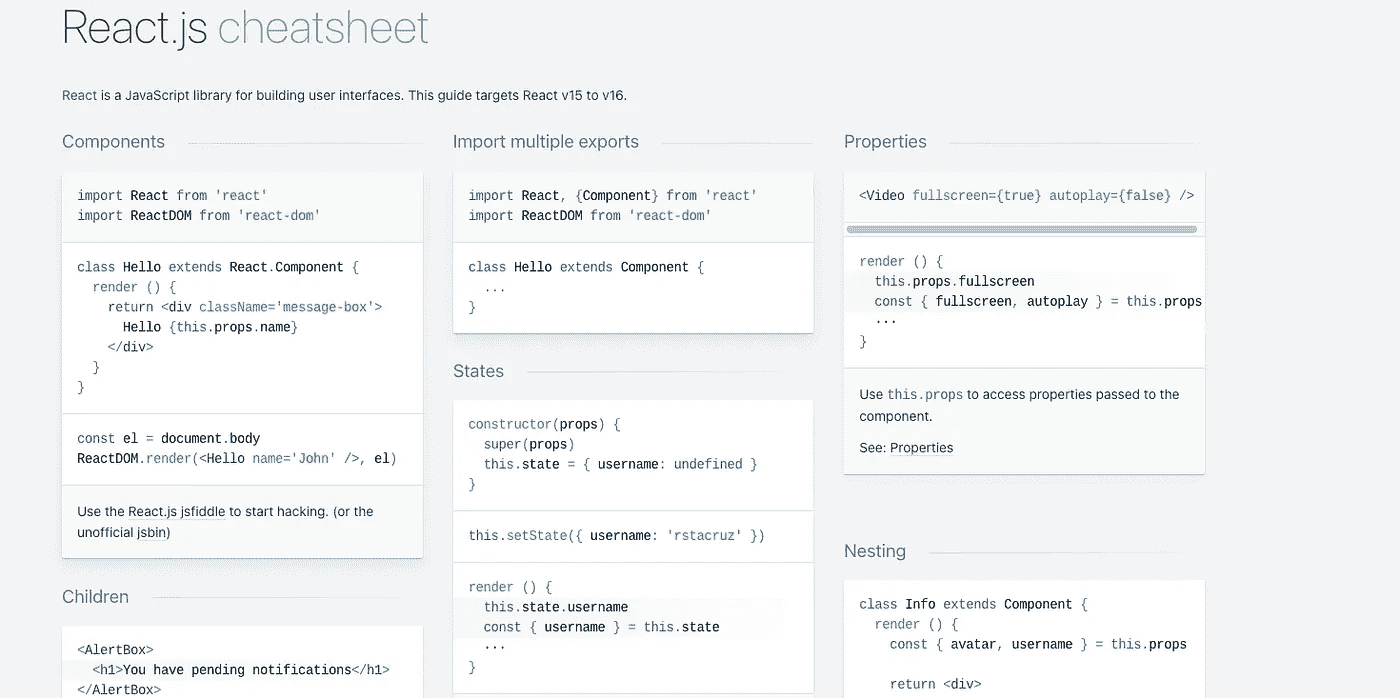 React.js cheatsheet
React is a JavaScript library for building user interfaces. This guide targets React v15 to v16.
Components
import React from 'react'
import ReactDOM from 'react-dom'
class Hello extends React.Component {
  render () {
    return <div className='message-box'>
      Hello {this.props.name}
    </div>
  }
}
const el = document.body
ReactDOM.render(<Hello name='John' />, el)
Use the React.js jsfiddle to start hacking. (or the
unofficial jsbin)
Children
<AlertBox>
  <h1>You have pending notifications</h1>
</AlertBox>
Import multiple exports
import React, {Component} from 'react'
import ReactDOM from 'react-dom'
class Hello extends Component {
  ...
}
States
constructor(props) {
  super(props)
  this.state = { username: undefined }
}
this.setState({ username: 'rstacruz' })
render () {
  this.state.username
  const { username } = this.state
  ...
}
Properties
<Video fullscreen={true} autoplay={false} />
render () {
  this.props.fullscreen
  const { fullscreen, autoplay } = this.props
  ...
}
Use this.props to access properties passed to the
component.
See: Properties
Nesting
class Info extends Component {
  render () {
    const { avatar, username } = this.props
    return <div>